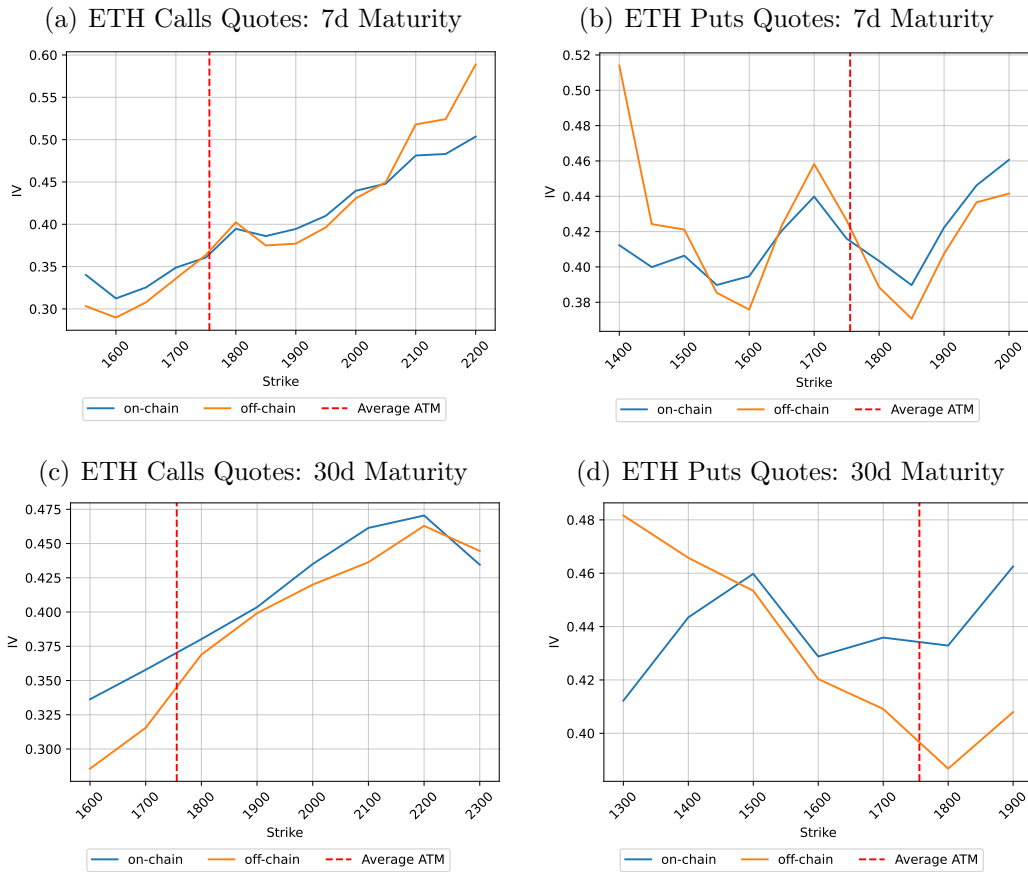 (a) ETH Calls Quotes: 7d Maturity
0.60
0.55
0.50
0.45
0.40
0.35
0.30
IV
1600
1700
1800
1900
2000
2100
2200
Strike
on-chain
off-chain
Average ATM
(b) ETH Puts Quotes: 7d Maturity
0.52
0.50
0.48
0.46
0.44
0.42
0.40
0.38
IV
1400
1500
1600
1700
1800
1900
2000
Strike
on-chain
off-chain
Average ATM
(c) ETH Calls Quotes: 30d Maturity
0.475
0.450
0.425
0.400
0.375
0.350
0.325
0.300
IV
1600
1700
1800
1900
2000
2100
2200
2300
Strike
on-chain
off-chain
Average ATM
(d) ETH Puts Quotes: 30d Maturity
0.48
0.46
0.44
0.42
0.40
IV
1300
1400
1500
1600
1700
1800
1900
Strike
on-chain
off-chain
Average ATM